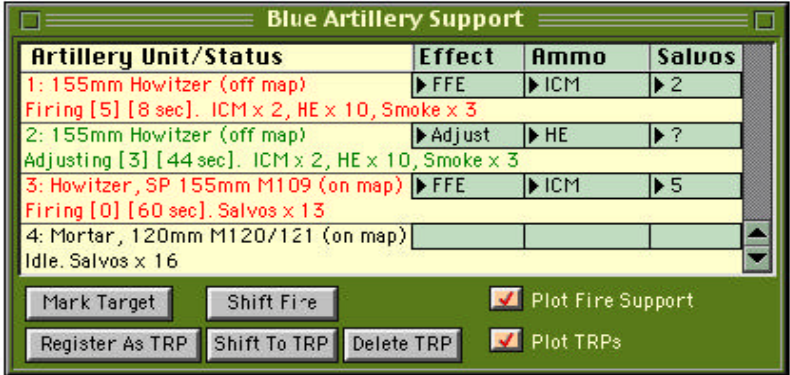 Blue Artillery Support
Artillery Unit/Status Effect Ammo Salvos
1: 155mm Howitzer (off map) FFE ICM 2
Firing [5] [8 sec]. ICM x 2, HE x 10, Smoke x 3
2: 155mm Howitzer (off map) Adjust HE ?
Adjusting [3] [44 sec]. ICM x 2, HE x 10, Smoke x 3
3: Howitzer, SP 155mm M109 (on map) FFE ICM 5
Firing [0] [60 sec]. Salvos x 13
4: Mortar, 120mm M120/121 (on map)
Idle. Salvos x 16
Mark Target Shift Fire Plot Fire Support
Register As TRP Shift To TRP Delete TRP Plot TRPs